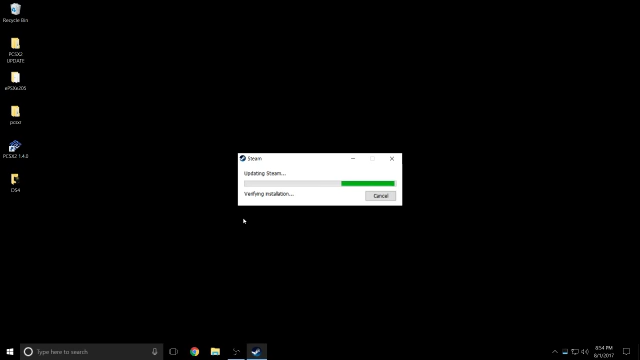 Recycle Bin
PCSX2
UPDATE
ePSXe205
pcsxr
PCSX2 1.4.0
DS4
Steam
Updating Steam...
Verifying installation...
Cancel
Type here to search
8:54 PM
8/1/2017